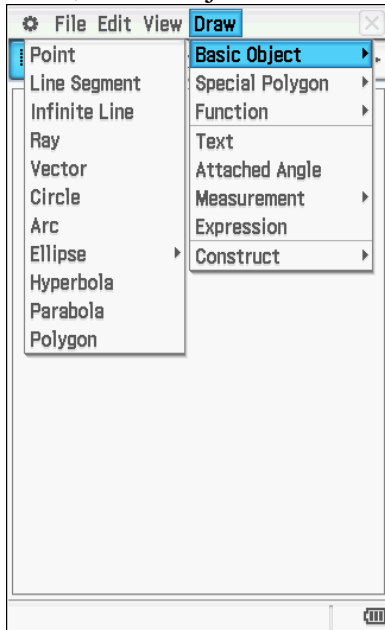 File Edit View Draw
Point
Line Segment
Infinite Line
Ray
Vector
Circle
Arc
Ellipse
Hyperbola
Parabola
Polygon
Basic Object
Special Polygon
Function
Text
Attached Angle
Measurement
Expression
Construct